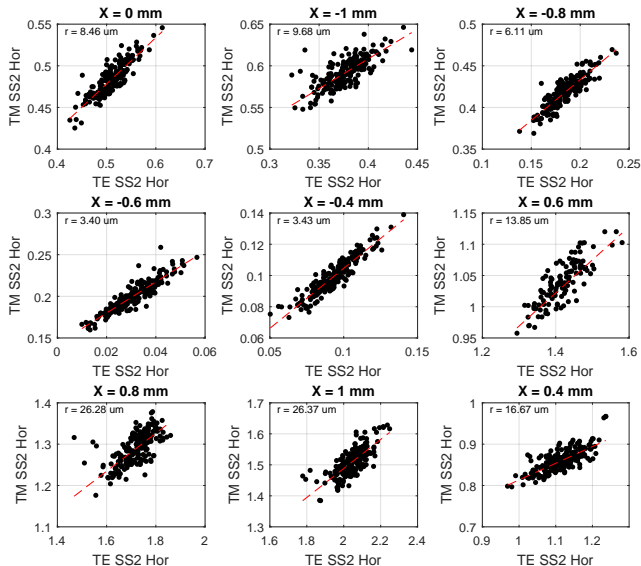 X = 0 mm
r = 8.46 um
TM SS2 Hor
0.55
0.5
0.45
0.4
0.4 0.5 0.6 0.7
TE SS2 Hor
X = -1 mm
r = 9.68 um
TM SS2 Hor
0.65
0.6
0.55
0.5
0.3 0.35 0.4 0.45
TE SS2 Hor
X = -0.8 mm
r = 6.11 um
TM SS2 Hor
0.5
0.45
0.4
0.35
0.1 0.15 0.2 0.25
TE SS2 Hor
X = -0.6 mm
r = 3.40 um
TM SS2 Hor
0.3
0.25
0.2
0.15
0 0.02 0.04 0.06
TE SS2 Hor
X = -0.4 mm
r = 3.43 um
TM SS2 Hor
0.14
0.12
0.1
0.08
0.06
0.05 0.1 0.15
TE SS2 Hor
X = 0.6 mm
r = 13.85 um
TM SS2 Hor
1.15
1.1
1.05
1
0.95
1.2 1.4 1.6
TE SS2 Hor
X = 0.8 mm
r = 26.28 um
TM SS2 Hor
1.4
1.3
1.2
1.1
1.4 1.6 1.8 2
TE SS2 Hor
X = 1 mm
r = 26.37 um
TM SS2 Hor
1.7
1.6
1.5
1.4
1.3
1.6 1.8 2 2.2 2.4
TE SS2 Hor
X = 0.4 mm
r = 16.67 um
TM SS2 Hor
1
0.9
0.8
0.7
0.9 1 1.1 1.2
TE SS2 Hor